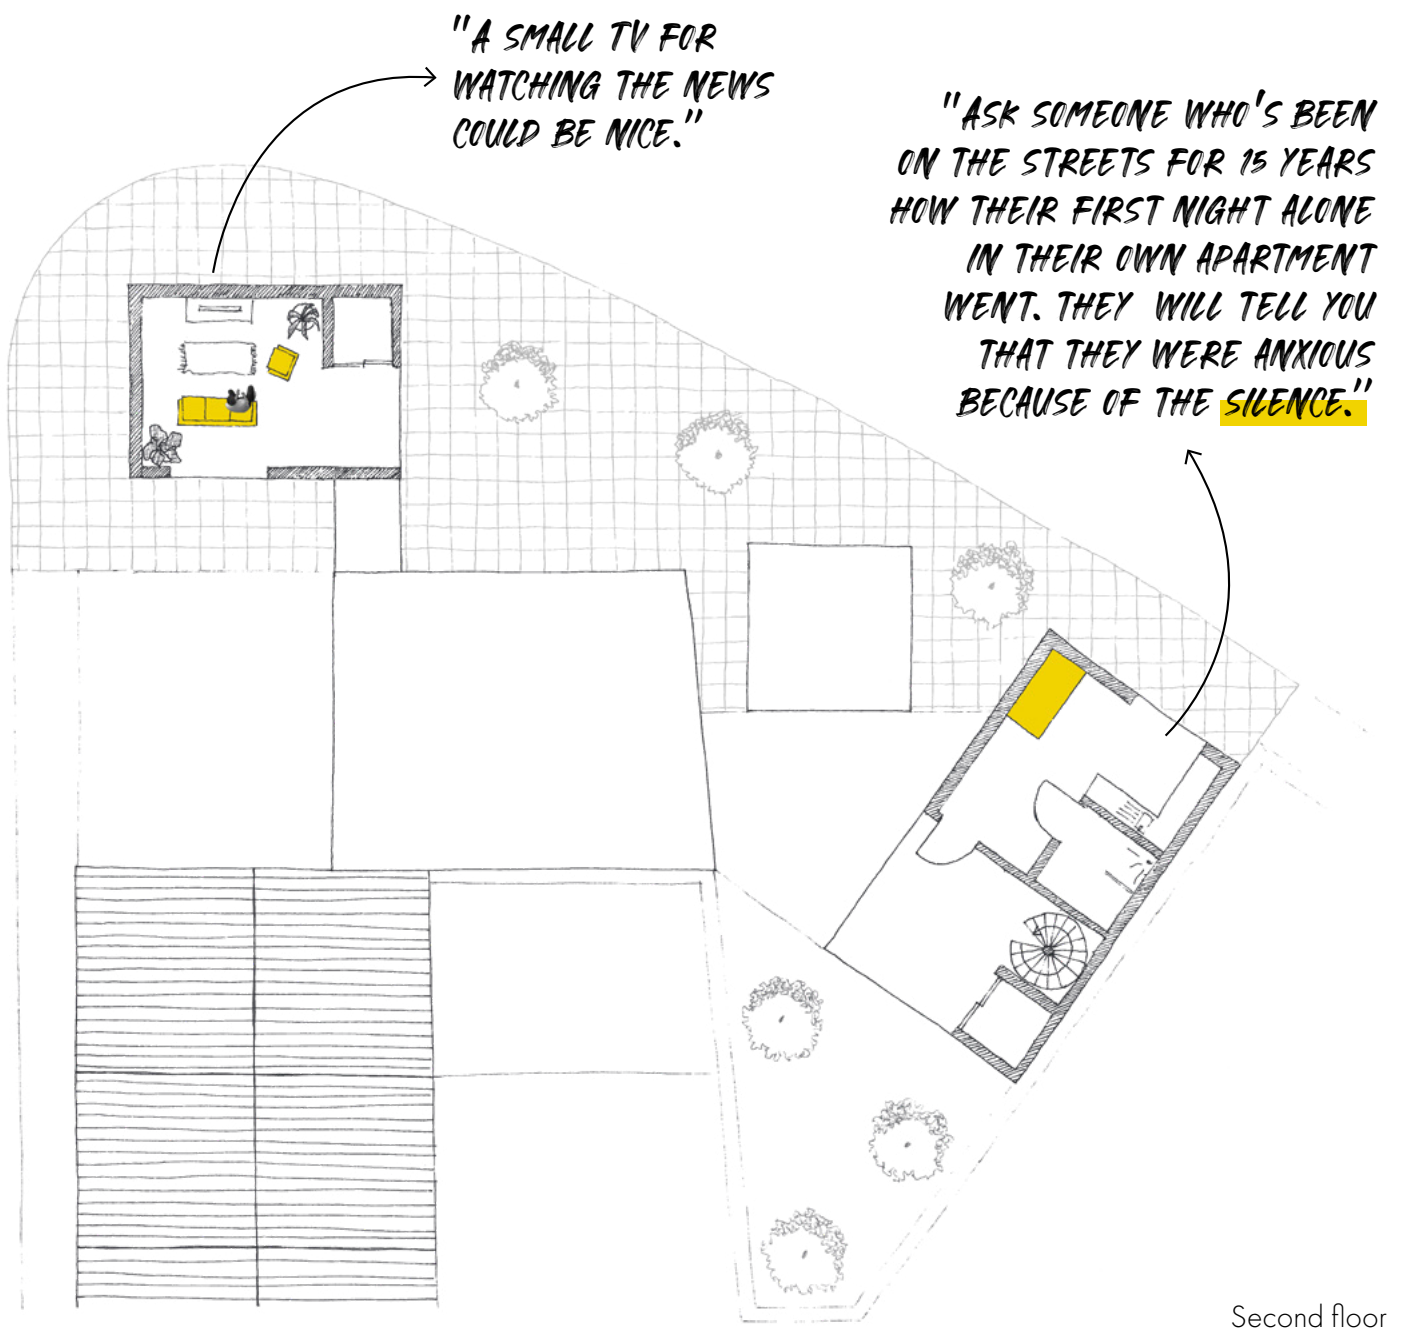 "A SMALL TV FOR
WATCHING THE NEWS
COULD BE NICE."
"ASK SOMEONE WHO'S BEEN
ON THE STREETS FOR 15 YEARS
HOW THEIR FIRST NIGHT ALONE
IN THEIR OWN APARTMENT
WENT. THEY WILL TELL YOU
THAT THEY WERE ANXIOUS
BECAUSE OF THE SILENCE."
Second floor